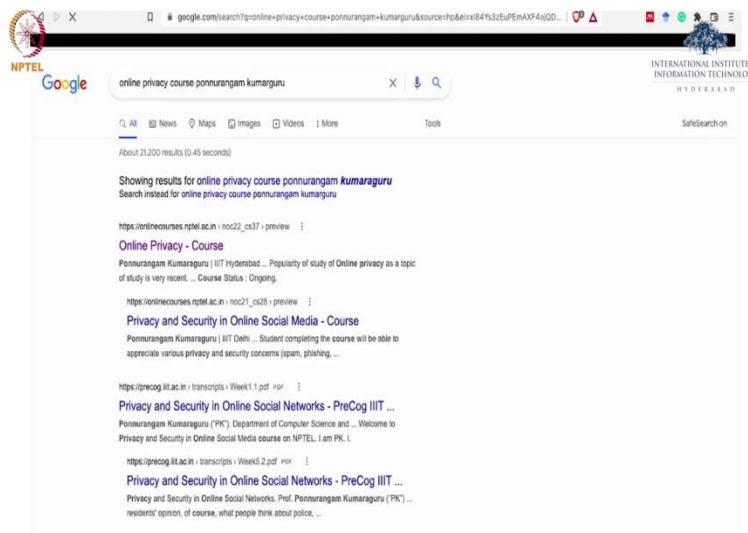 google.com/search?q=online+privacy+course+ponnurangam+kumarguru&source=hp&ei=xl84Ys3zEuPEmAXF4ojQD...
NPTEL
INTERNATIONAL INSTITUTE
INFORMATION TECHNOLO
HYDERABAD
Google
online privacy course ponnurangam kumarguru
All News Maps Images Videos More Tools SafeSearch on
About 21,200 results (0.45 seconds)
Showing results for online privacy course ponnurangam kumaraguru
Search instead for online privacy course ponnurangam kumarguru
https://onlinecourses.nptel.ac.in › noc22_cs37 › preview
Online Privacy - Course
Ponnurangam Kumaraguru | IIIT Hyderabad ... Popularity of study of Online privacy as a topic
of study is very recent. ... Course Status : Ongoing.
https://onlinecourses.nptel.ac.in › noc21_cs28 › preview
Privacy and Security in Online Social Media - Course
Ponnurangam Kumaraguru | IIIT Delhi ... Student completing the course will be able to
appreciate various privacy and security concerns (spam, phishing, ...
https://precog.iiit.ac.in › transcripts › Week1.1.pdf PDF
Privacy and Security in Online Social Networks - PreCog IIIT ...
Ponnurangam Kumaraguru ("PK"). Department of Computer Science and ... Welcome to
Privacy and Security in Online Social Media course on NPTEL. I am PK. I.
https://precog.iiit.ac.in › transcripts › Week5.2.pdf PDF
Privacy and Security in Online Social Networks - PreCog IIIT ...
Privacy and Security in Online Social Networks. Prof. Ponnurangam Kumaraguru ("PK") ...
residents' opinion, of course, what people think about police, ...